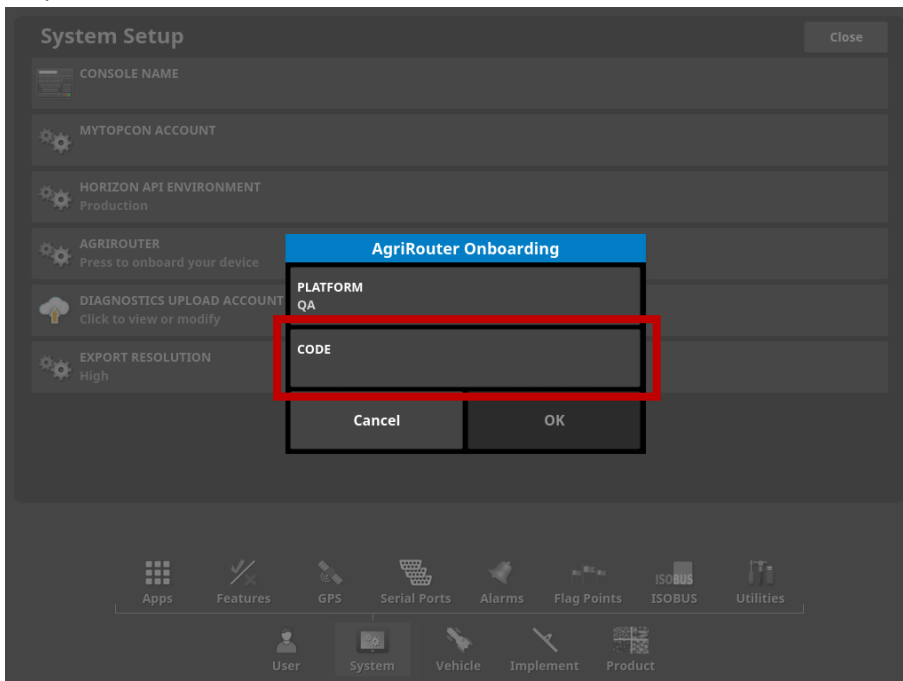 System Setup
Close
CONSOLE NAME
MYTOPCON ACCOUNT
HORIZON API ENVIRONMENT
Production
AGRIROUTER
Press to onboard your device
DIAGNOSTICS UPLOAD ACCOUNT
Click to view or modify
EXPORT RESOLUTION
High
AgriRouter Onboarding
PLATFORM
QA
CODE
Cancel
OK
Apps
Features
GPS
Serial Ports
Alarms
Flag Points
ISOBUS
ISOBUS
Utilities
User
System
Vehicle
Implement
Product